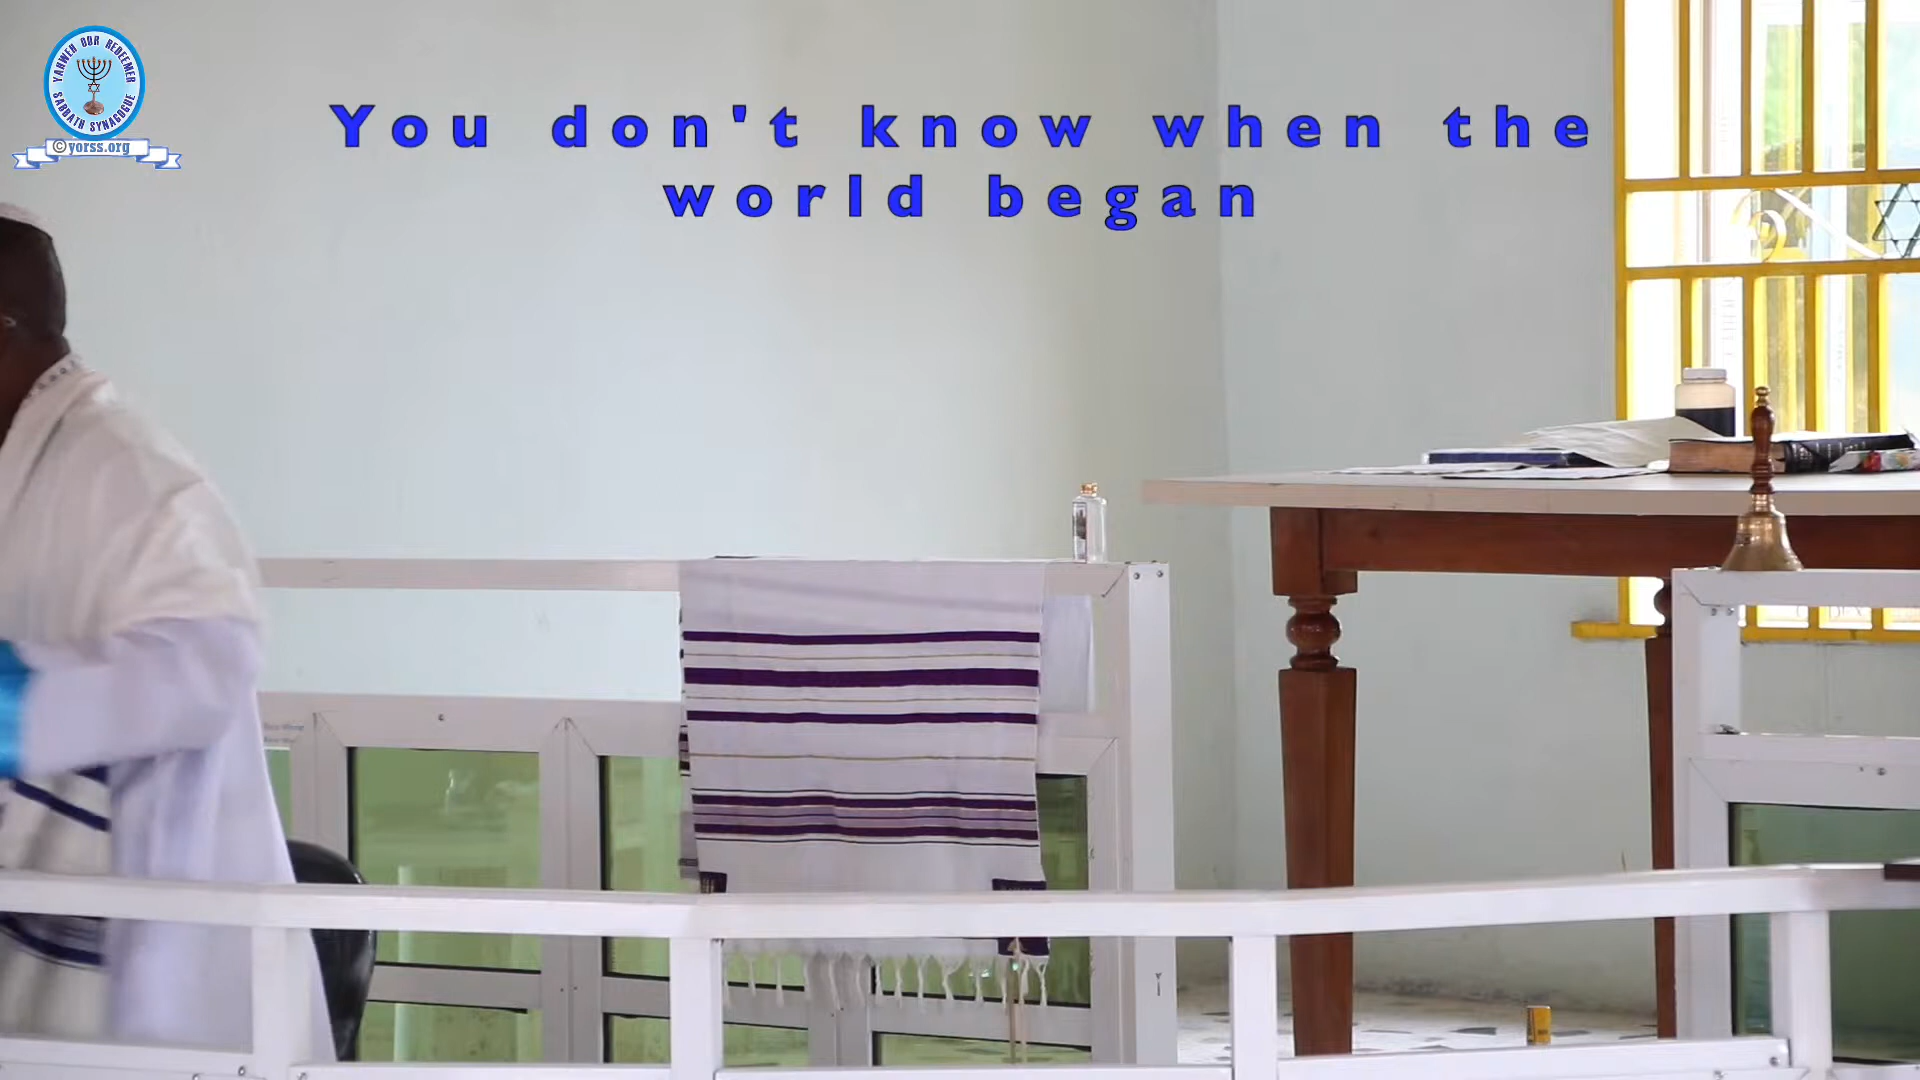 YAHWEH OUR REDEEMER
SABBATH SYNAGOGUE
©yorss.org
You don't know when the
world began